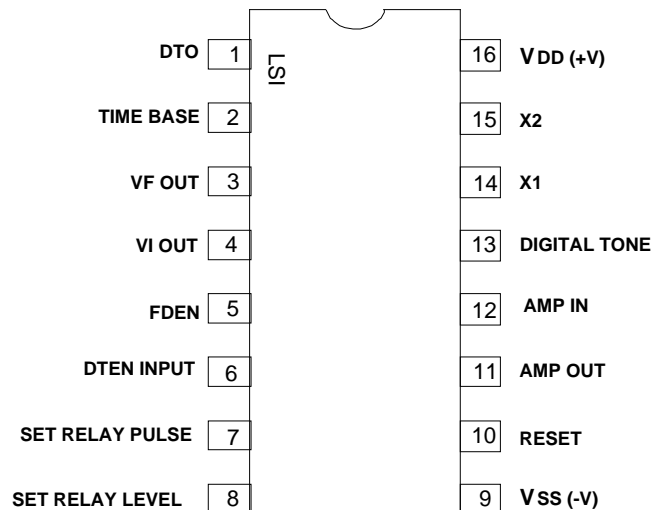 DTO 1 LSI 16 VDD (+V)
TIME BASE 2 15 X2
VF OUT 3 14 X1
VI OUT 4 13 DIGITAL TONE
FDEN 5 12 AMP IN
DTEN INPUT 6 11 AMP OUT
SET RELAY PULSE 7 10 RESET
SET RELAY LEVEL 8 9 VSS (-V)